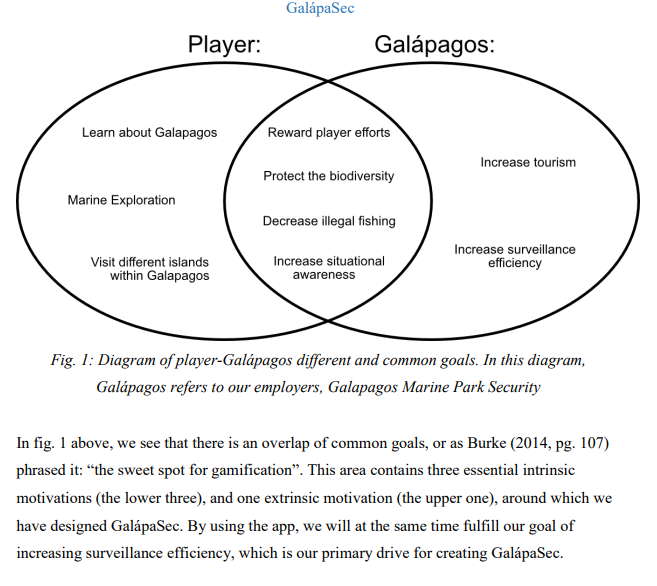 GalápaSec
Player:
Galápagos:
Learn about Galapagos
Marine Exploration
Visit different islands
within Galapagos
Reward player efforts
Protect the biodiversity
Decrease illegal fishing
Increase situational
awareness
Increase tourism
Increase surveillance
efficiency
Fig. 1: Diagram of player-Galápagos different and common goals. In this diagram,
Galápagos refers to our employers, Galapagos Marine Park Security
In fig. 1 above, we see that there is an overlap of common goals, or as Burke (2014, pg. 107)
phrased it: “the sweet spot for gamification”. This area contains three essential intrinsic
motivations (the lower three), and one extrinsic motivation (the upper one), around which we
have designed GalápaSec. By using the app, we will at the same time fulfill our goal of
increasing surveillance efficiency, which is our primary drive for creating GalápaSec.